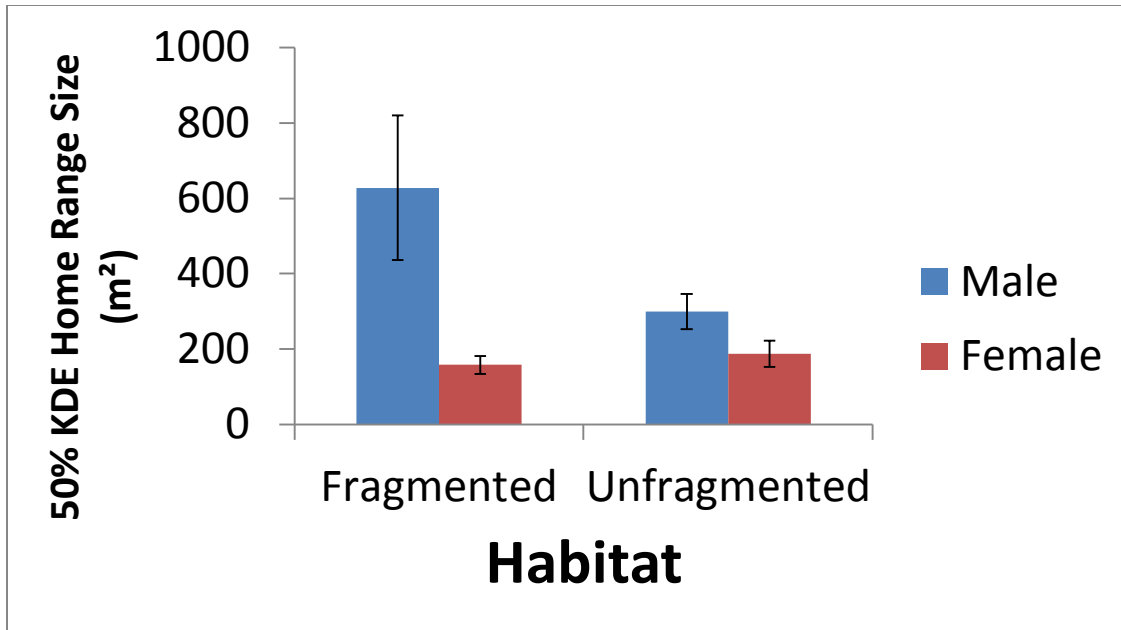 50% KDE Home Range Size
(m²)
1000
800
600
400
200
0
Fragmented Unfragmented
Habitat
Male
Female